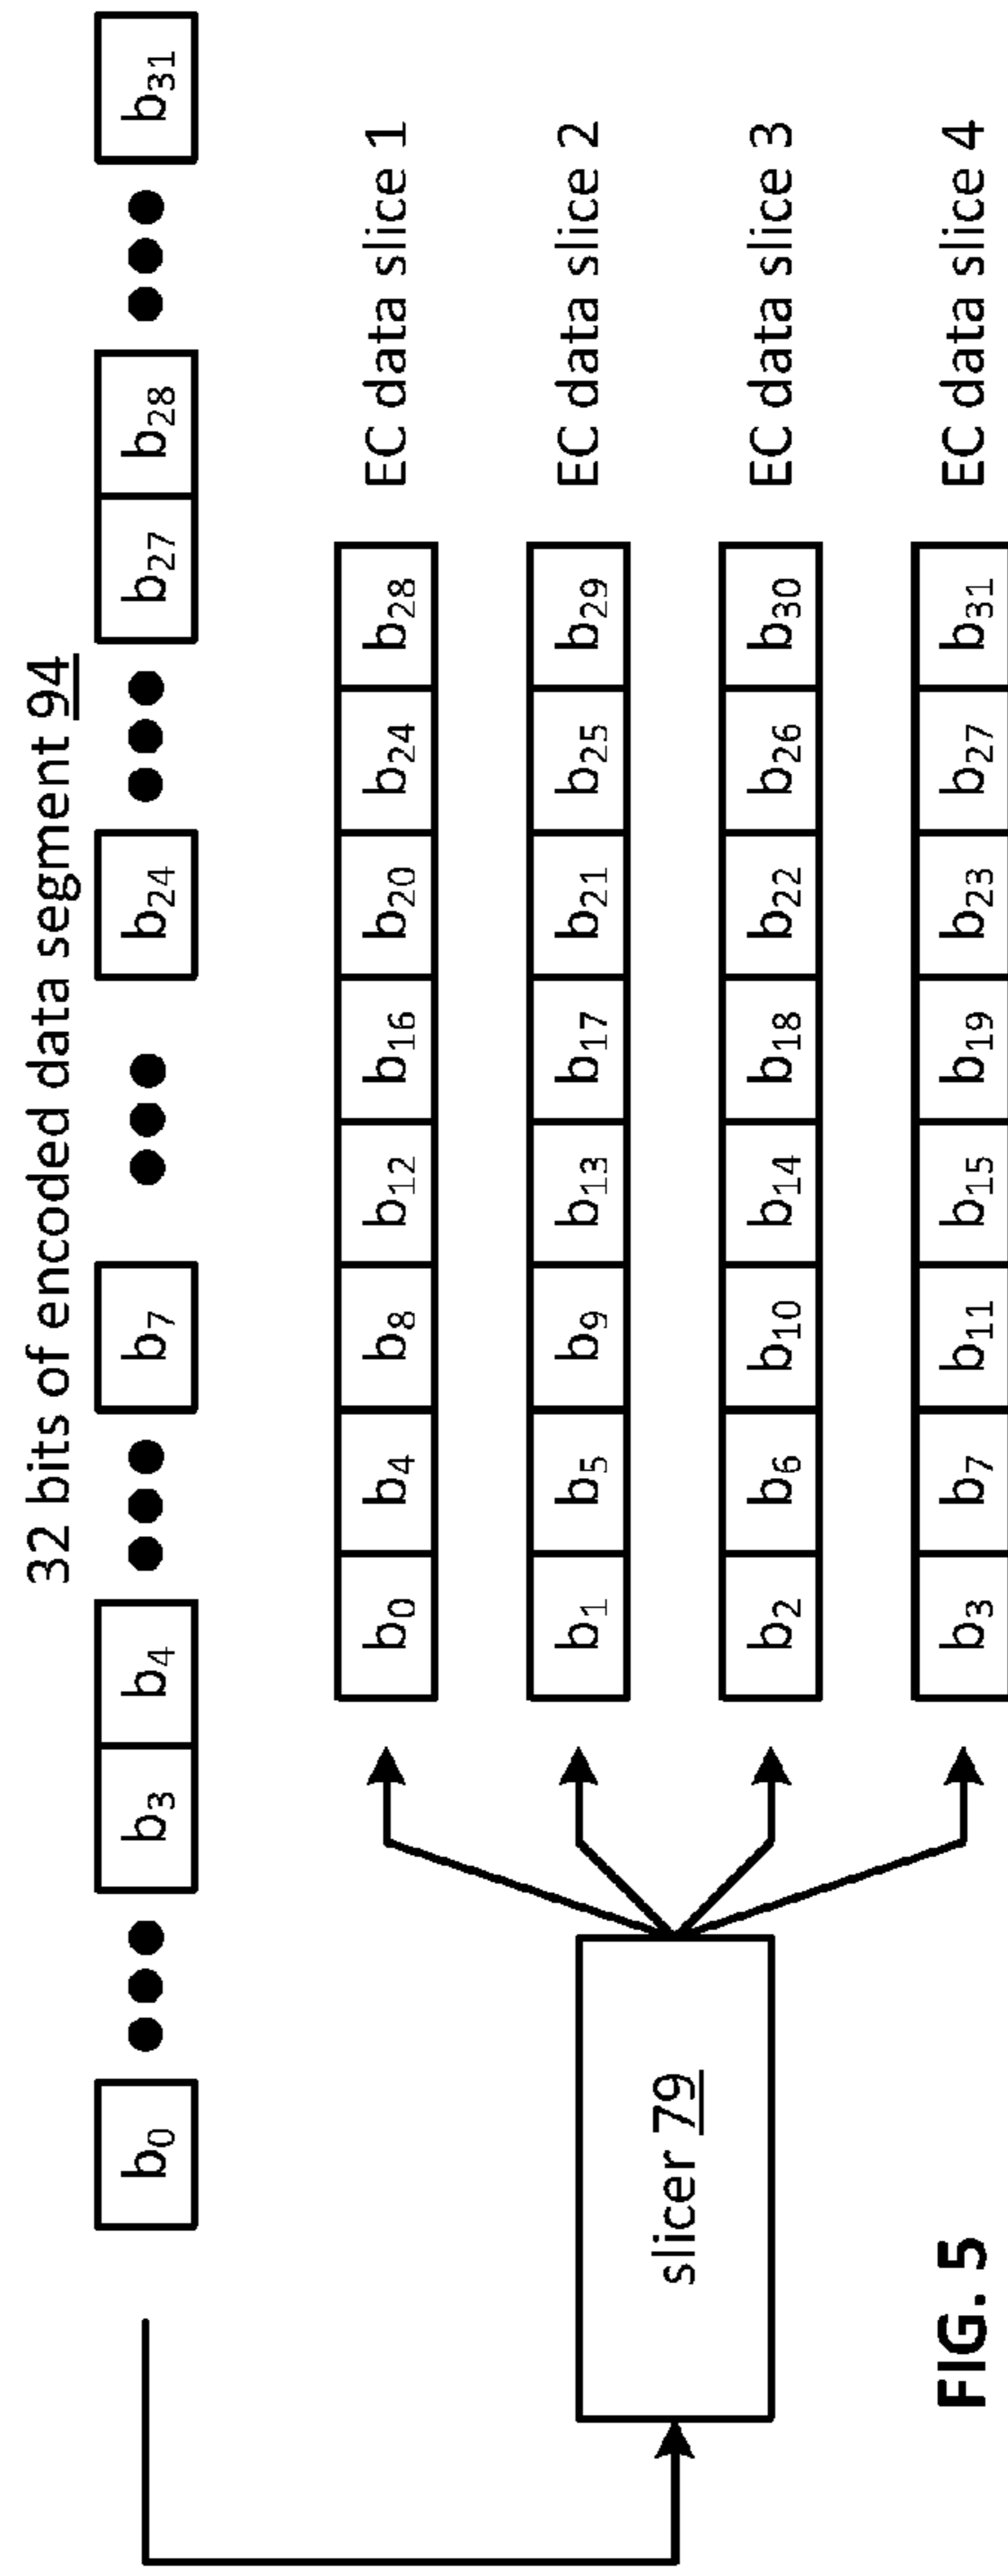 32 bits of encoded data segment 94
b0 ●●● b3 b4 ●●● b7 ●●● b24 ●●● b27 b28 ●●● b31
b0 b4 b8 b12 b16 b20 b24 b28 EC data slice 1
b1 b5 b9 b13 b17 b21 b25 b29 EC data slice 2
slicer 79
b2 b6 b10 b14 b18 b22 b26 b30 EC data slice 3
b3 b7 b11 b15 b19 b23 b27 b31 EC data slice 4
FIG. 5